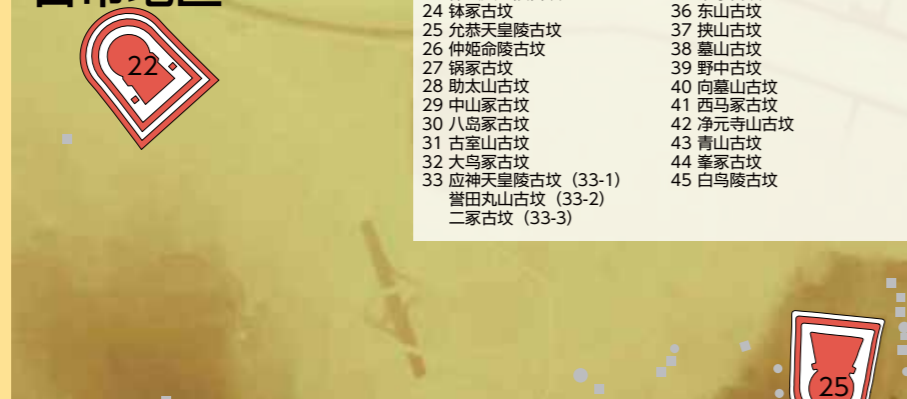 22
24 钵冢古坟
25 允恭天皇陵古坟
26 仲姬命陵古坟
27 锅冢古坟
28 助太山古坟
29 中山冢古坟
30 八岛冢古坟
31 古室山古坟
32 大鸟冢古坟
33 应神天皇陵古坟（33-1）
誉田丸山古坟（33-2）
二冢古坟（33-3）
36 东山古坟
37 挟山古坟
38 墓山古坟
39 野中古坟
40 向墓山古坟
41 西马冢古坟
42 净元寺山古坟
43 青山古坟
44 峯冢古坟
45 白鸟陵古坟
25